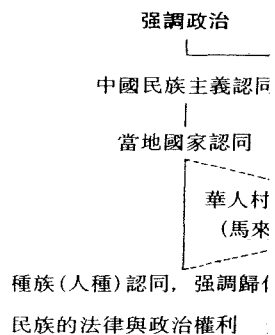 强調政治
中國民族主義認同
當地國家認同
華人村
(馬來
種族(人種)認同, 强調歸
民族的法律與政治權利